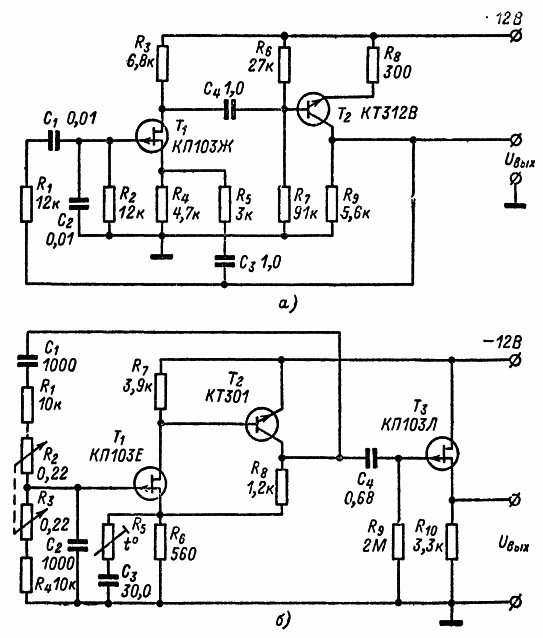 - 12В
R3
6,8к
R6
27к
R8
300
C4 1,0
C1 0,01
T1
КП103Ж
T2 КТ312В
Uвых
R1
12к
C2
0,01
R2
12к
R4
4,7к
R5
3к
R7
91к
R9
5,6к
C3 1,0
а)
-12В
C1
1000
R1
10к
R7
3,9к
T2
КТ301
T3
КП103Л
R2
0,22
T1
КП103Е
R8
1,2к
C4
0,68
R3
0,22
C2
1000
R5
t°
R6
560
R9
2М
R10
3,3к
Uвых
R4 10к
C3
30,0
б)